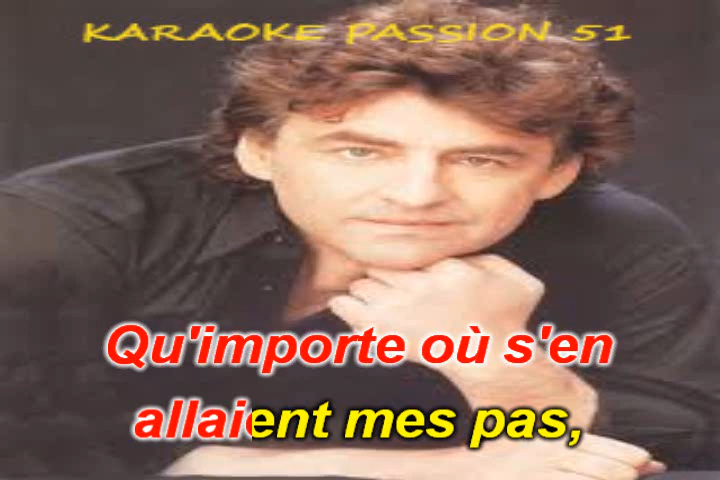 KARAOKE PASSION 51
Qu'importe où s'en
allaient mes pas,